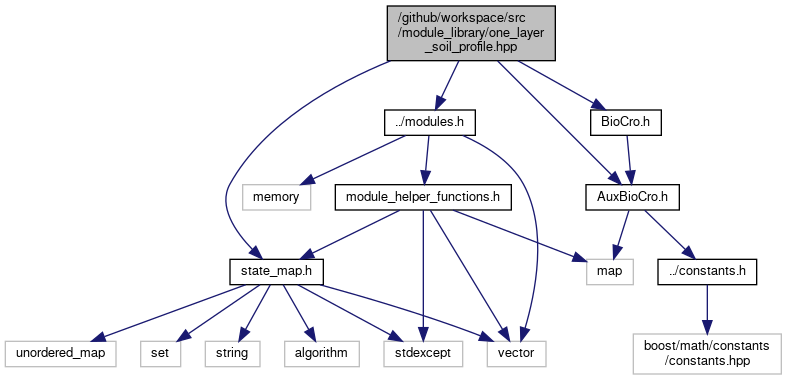 /github/workspace/src
/module_library/one_layer
_soil_profile.hpp
../modules.h
BioCro.h
memory
module_helper_functions.h
AuxBioCro.h
state_map.h
map
../constants.h
unordered_map
set
string
algorithm
stdexcept
vector
boost/math/constants
/constants.hpp